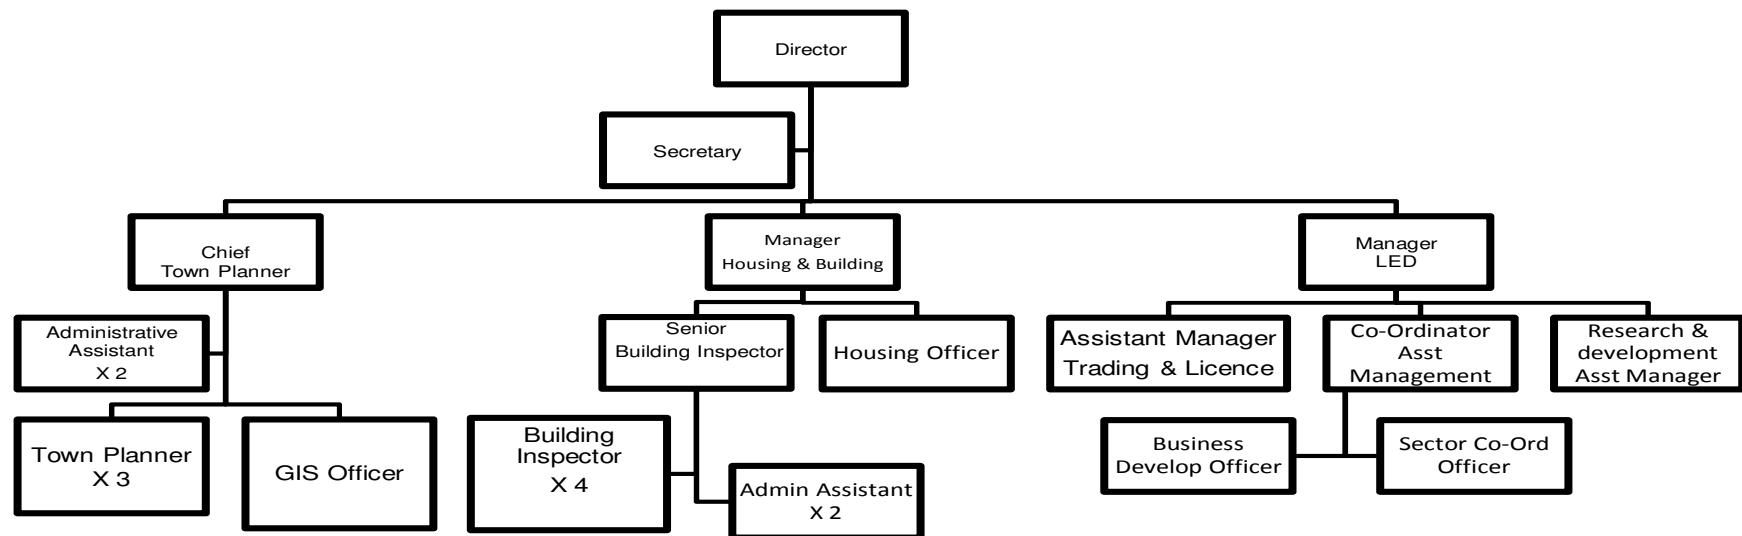 Director
Secretary
Chief
Town Planner
Manager
Housing & Building
Manager
LED
Administrative
Assistant
X 2
Senior
Building Inspector
Housing Officer
Assistant Manager
Trading & Licence
Co-Ordinator
Asst
Management
Research &
development
Asst Manager
Town Planner
X 3
GIS Officer
Building
Inspector
X 4
Admin Assistant
X 2
Business
Develop Officer
Sector Co-Ord
Officer